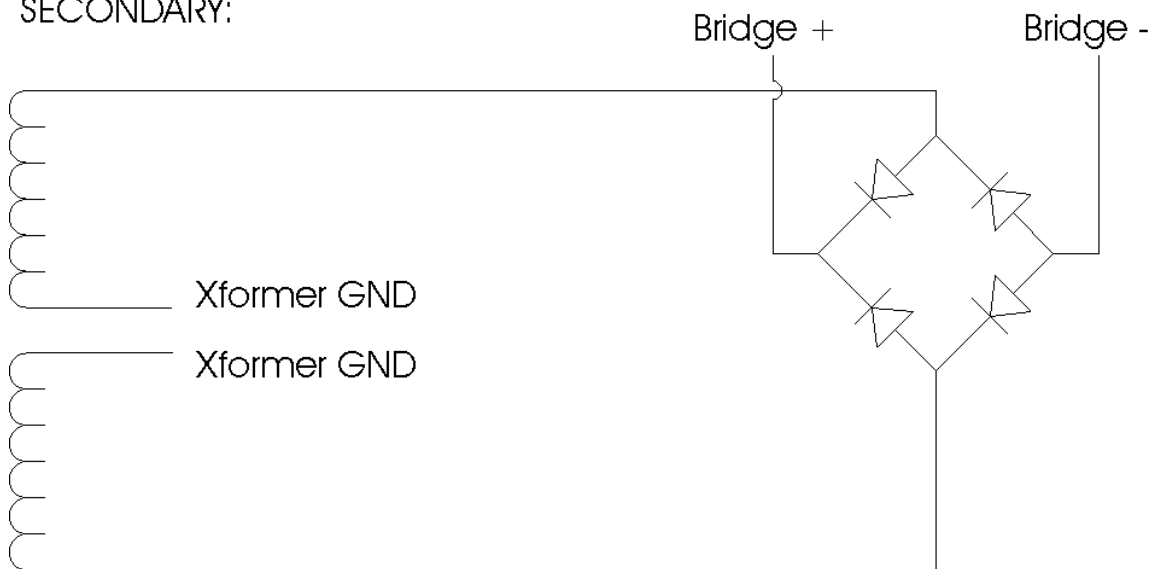 SECONDARY:
Bridge +
Bridge -
Xformer GND
Xformer GND